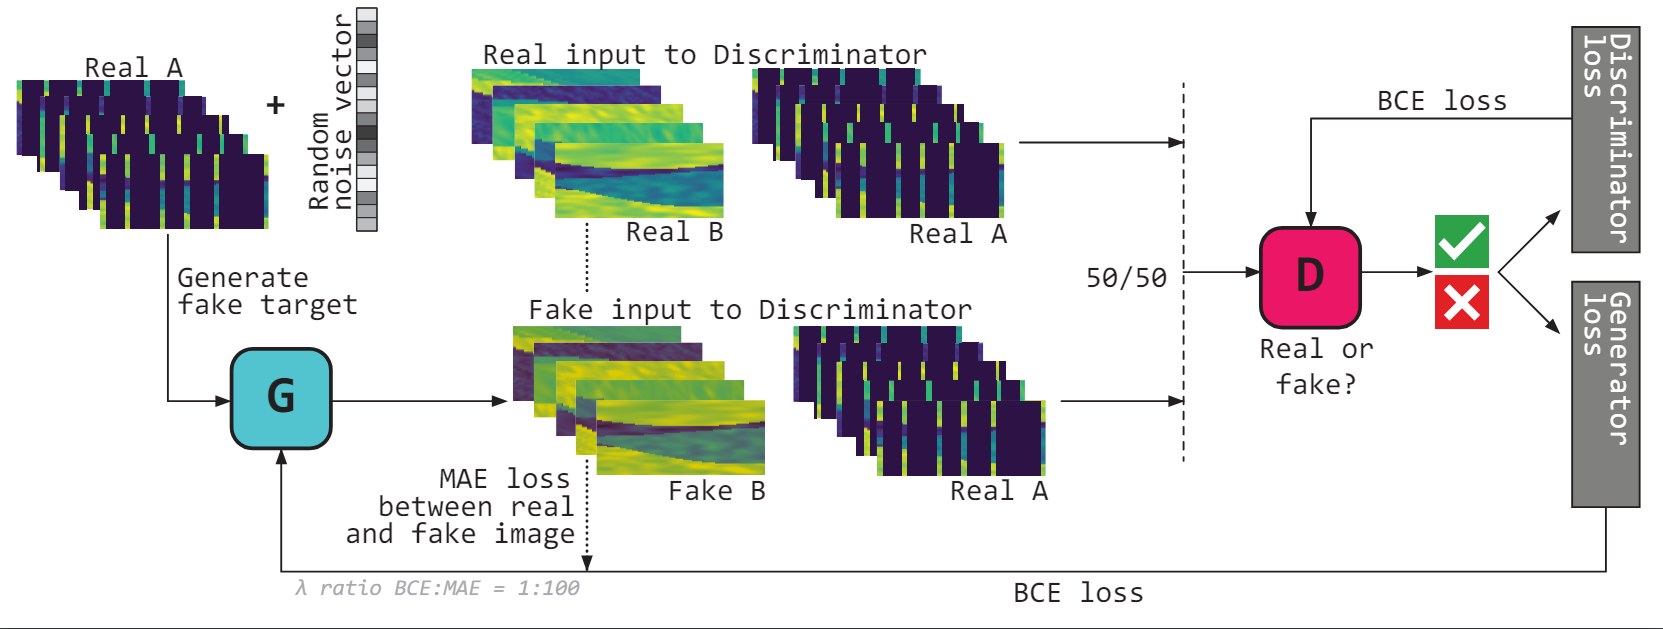 Real A
+
Random
noise vector
Generate
fake target
G
Real input to Discriminator
Real B
Real A
Fake input to Discriminator
Fake B
Real A
MAE loss
between real
and fake image
λ ratio BCE:MAE = 1:100
50/50
D
Real or
fake?
BCE loss
Discriminator
loss
Generator
loss
BCE loss